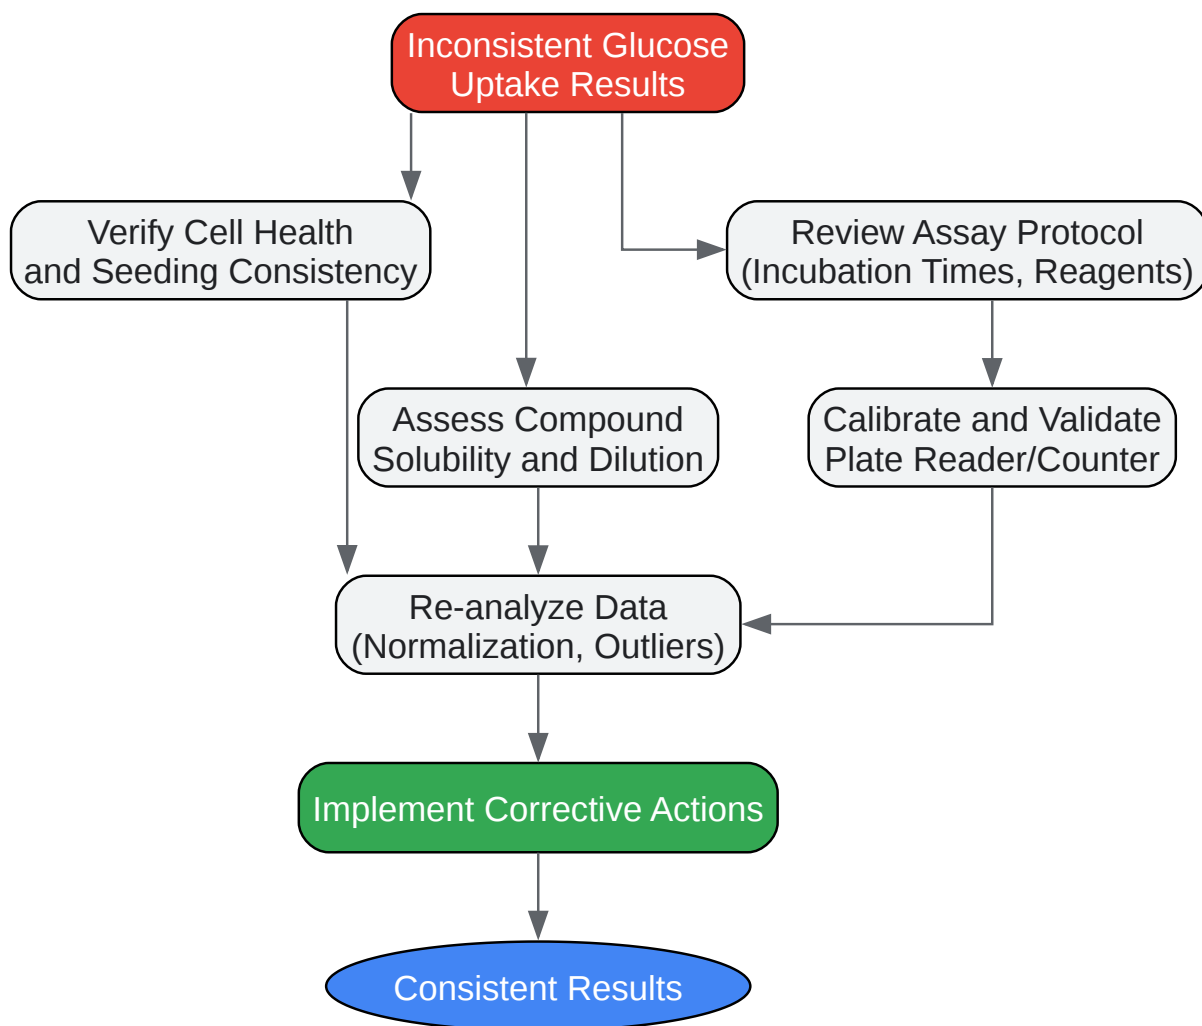 Inconsistent Glucose
Uptake Results
Verify Cell Health
and Seeding Consistency
Review Assay Protocol
(Incubation Times, Reagents)
Assess Compound
Solubility and Dilution
Calibrate and Validate
Plate Reader/Counter
Re-analyze Data
(Normalization, Outliers)
Implement Corrective Actions
Consistent Results